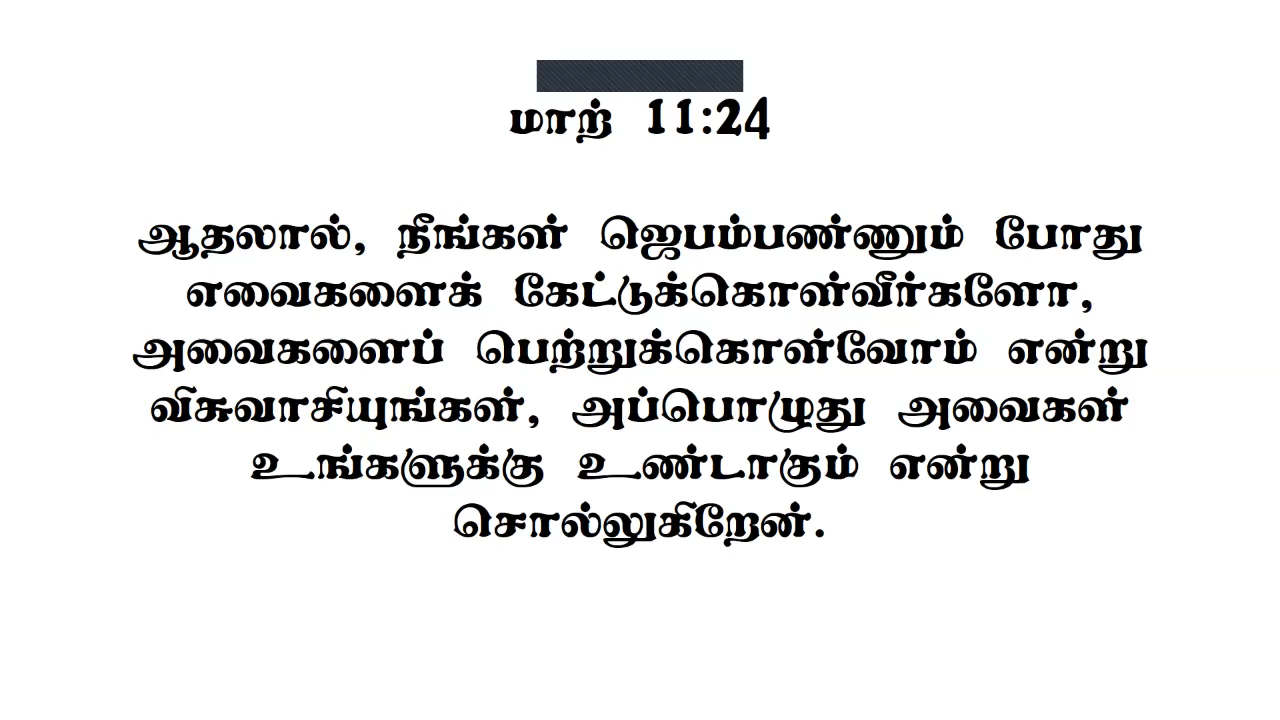 மாற் 11:24
ஆதலால், நீங்கள் ஜெபம்பண்ணும் போது
எவைகளைக் கேட்டுக்கொள்வீர்களோ,
அவைகளைப் பெற்றுக்கொள்வோம் என்று
விசுவாசியுங்கள், அப்பொழுது அவைகள்
உங்களுக்கு உண்டாகும் என்று
சொல்லுகிறேன்.